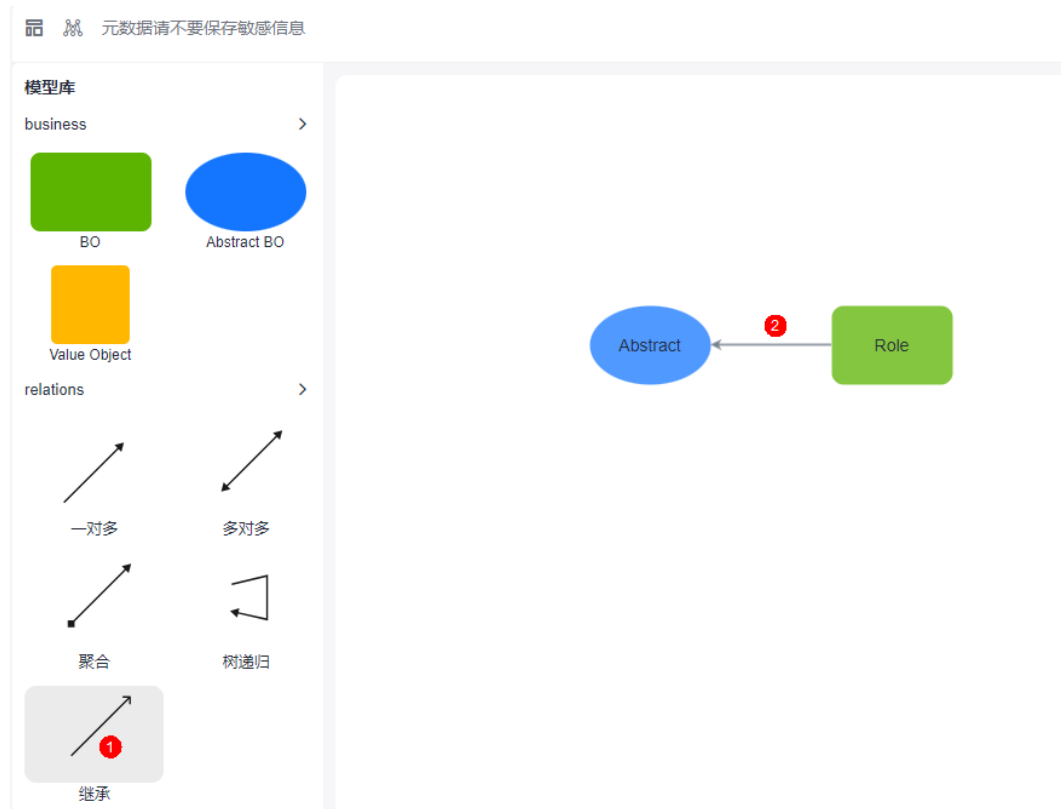 元数据请不要保存敏感信息
模型库
business
BO
Abstract BO
Value Object
relations
一对多
多对多
聚合
树递归
1
继承
Abstract
2
Role